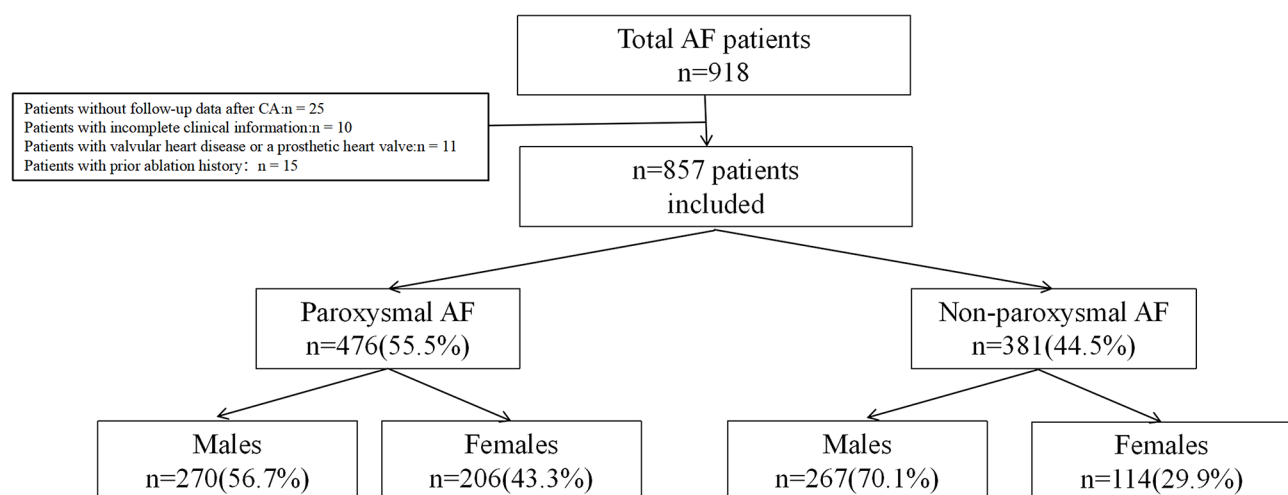 Total AF patients
n=918
Patients without follow-up data after CA:n = 25
Patients with incomplete clinical information:n = 10
Patients with valvular heart disease or a prosthetic heart valve:n = 11
Patients with prior ablation history：n = 15
n=857 patients
included
Paroxysmal AF
n=476(55.5%)
Non-paroxysmal AF
n=381(44.5%)
Males
n=270(56.7%)
Females
n=206(43.3%)
Males
n=267(70.1%)
Females
n=114(29.9%)